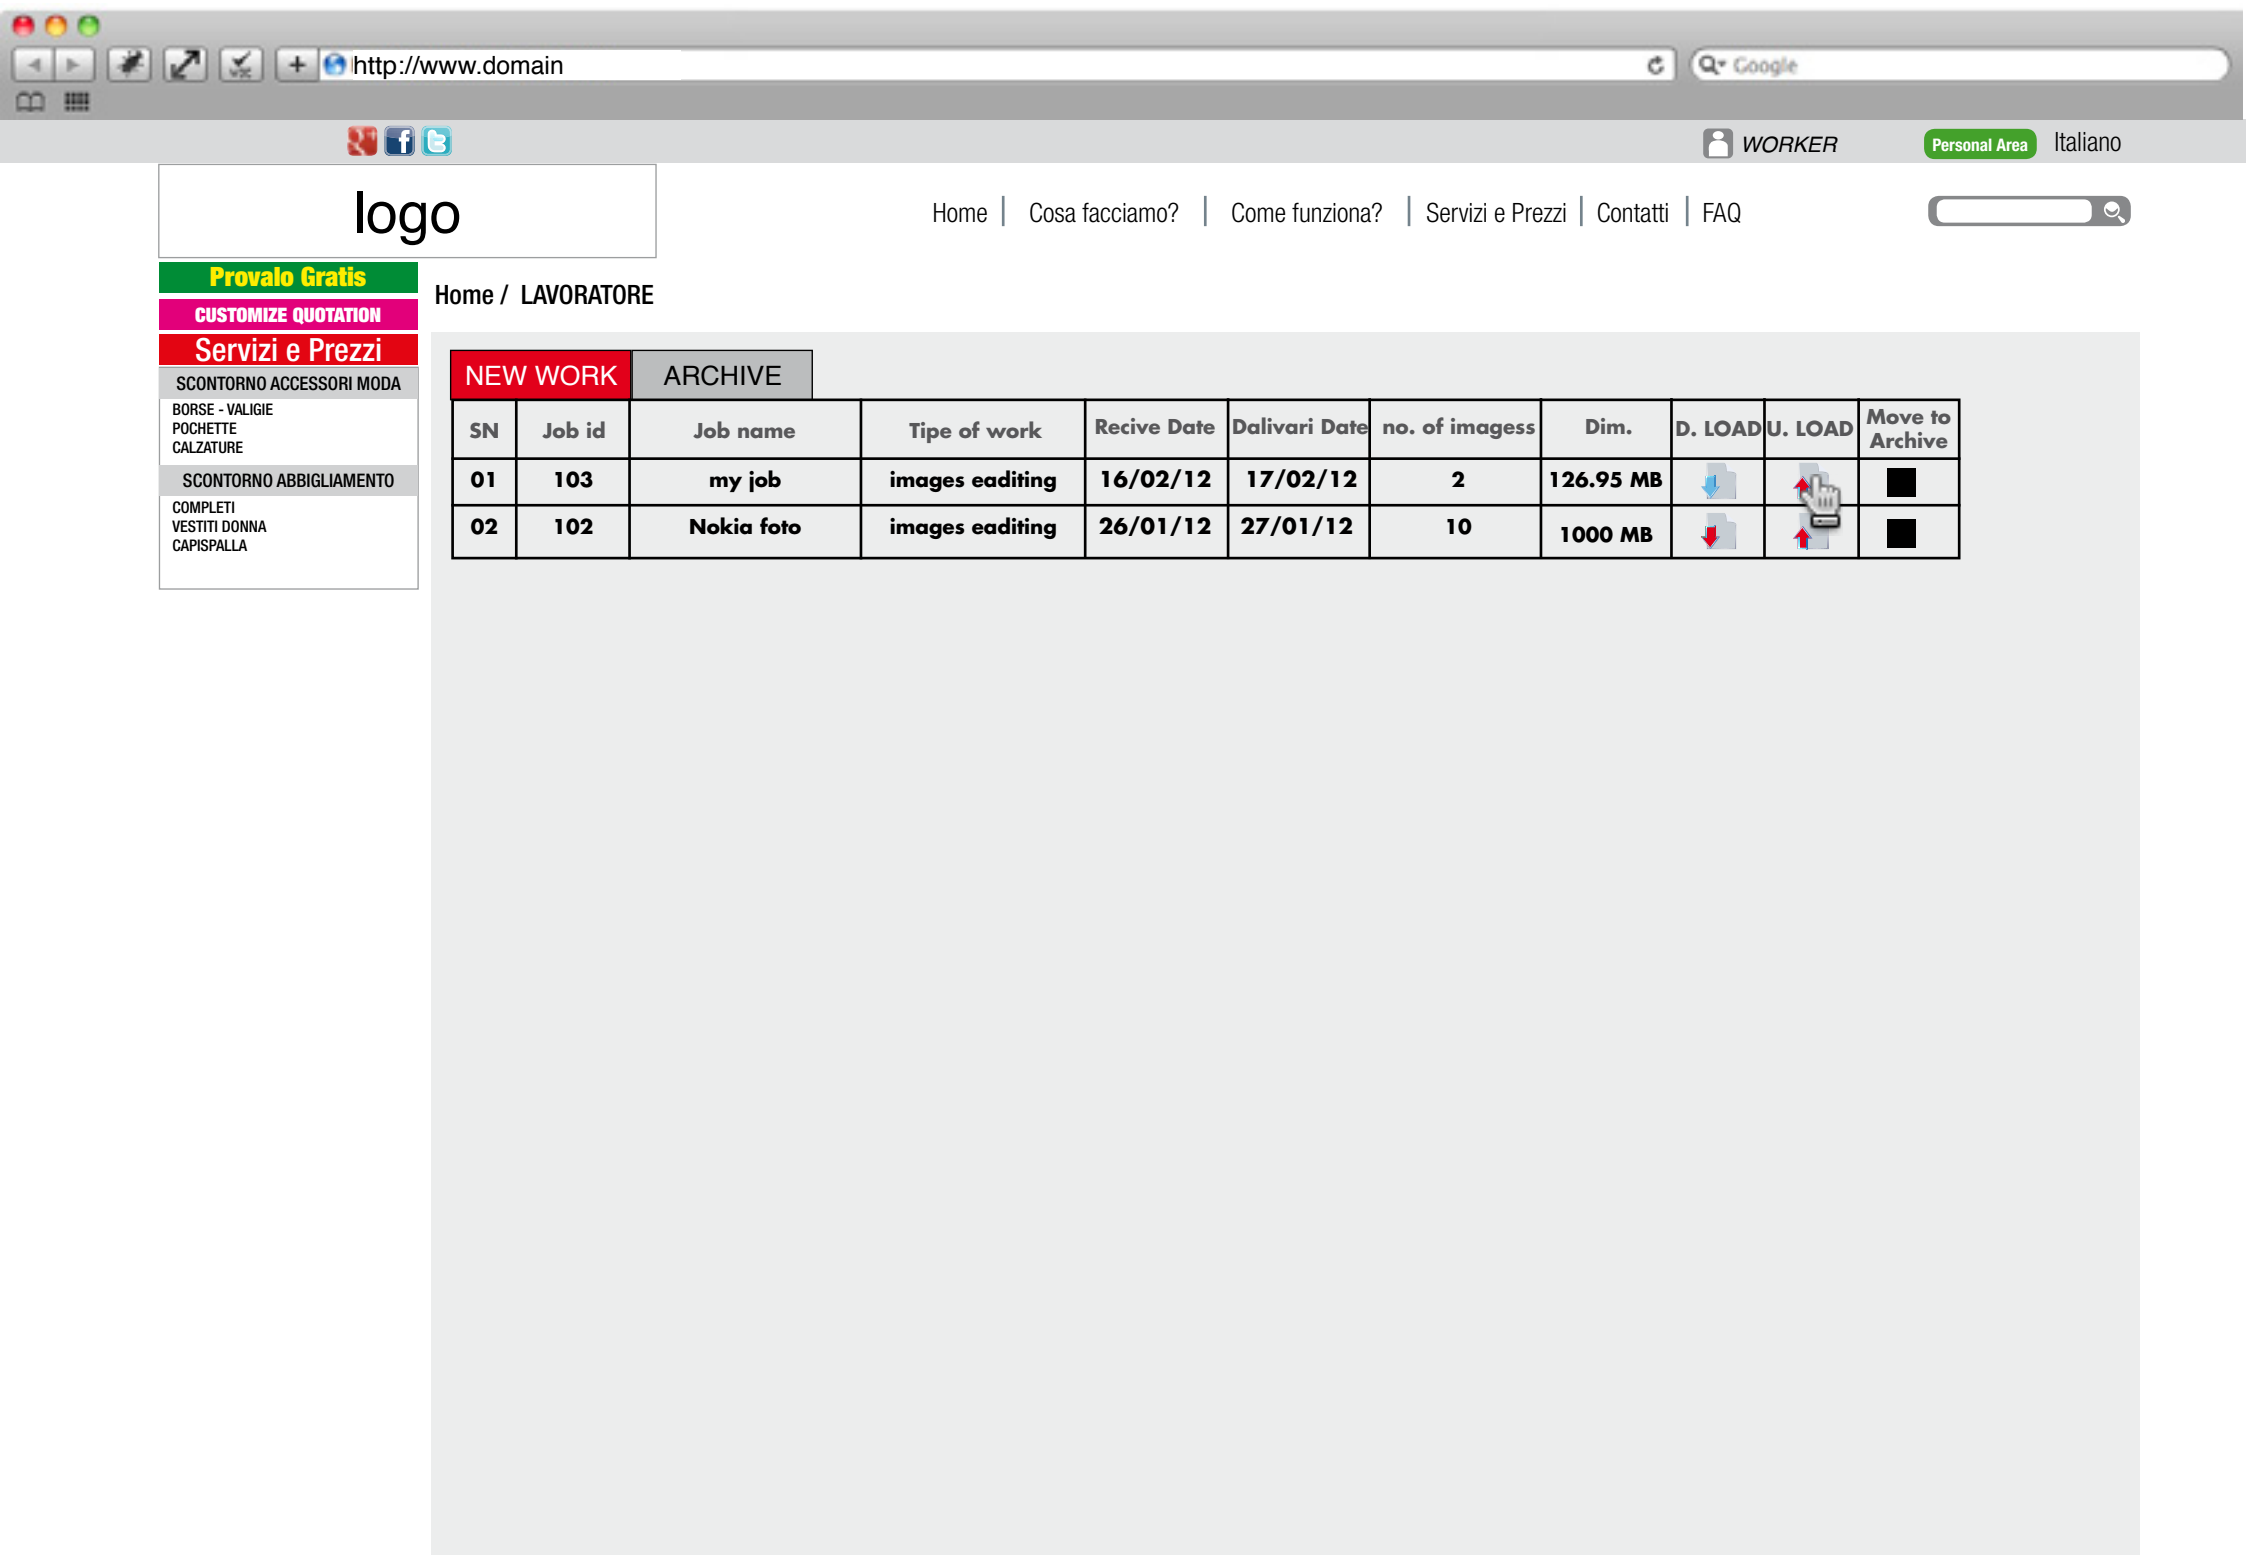 http://www.domain
Google
WORKER
Personal Area
Italiano
logo
Home
Cosa facciamo?
Come funziona?
Servizi e Prezzi
Contatti
FAQ
Provalo Gratis
CUSTOMIZE QUOTATION
Servizi e Prezzi
SCONTORNO ACCESSORI MODA
BORSE - VALIGIE
POCHETTE
CALZATURE
SCONTORNO ABBIGLIAMENTO
COMPLETI
VESTITI DONNA
CAPISPALLA
Home / LAVORATORE
NEW WORK ARCHIVE
SN Job id Job name Tipe of work Recive Date Dalivari Date no. of imagess Dim. D. LOAD U. LOAD Move to
Archive
01 103 my job images eaditing 16/02/12 17/02/12 2 126.95 MB
02 102 Nokia foto images eaditing 26/01/12 27/01/12 10 1000 MB